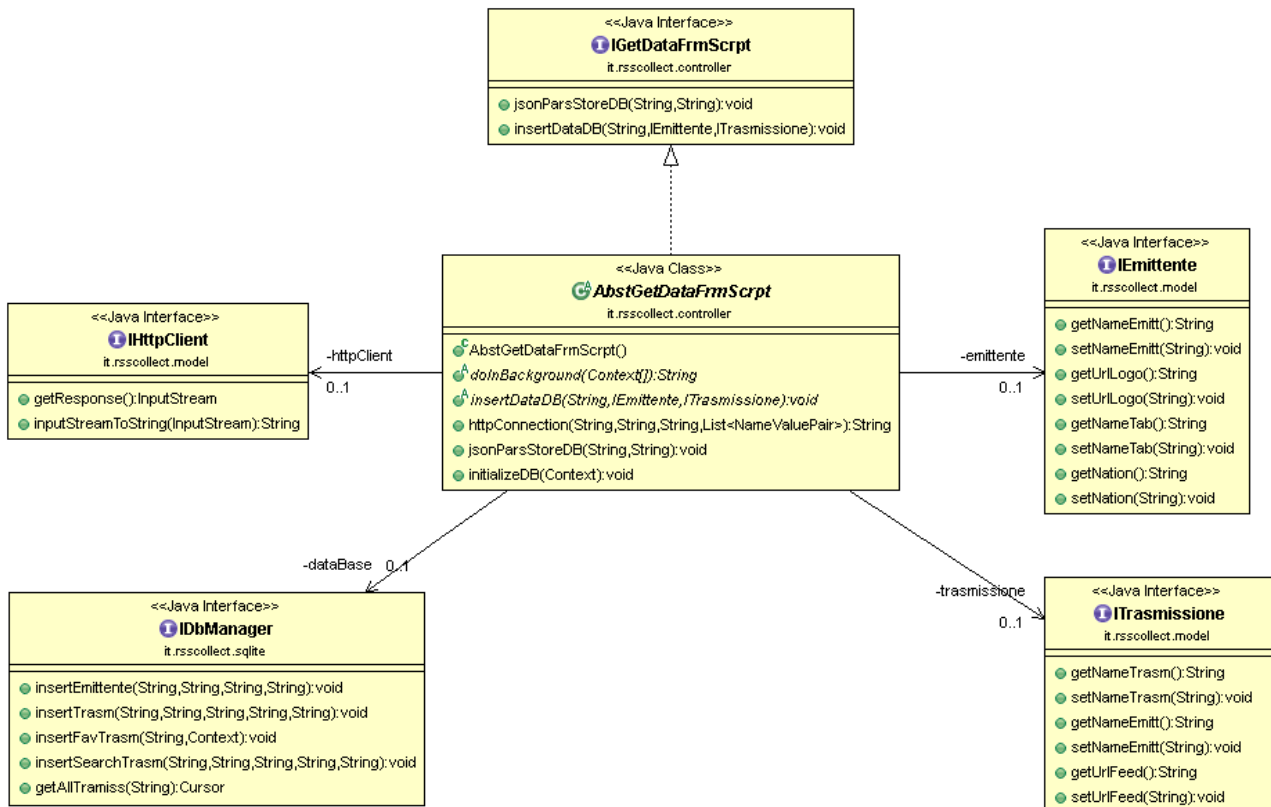 <<Java Interface>>
IGetDataFrmScrpt
it.rsscollect.controller
jsonParsStoreDB(String,String):void
insertDataDB(String,IEmittente,ITrasmissione):void
<<Java Class>>
AbstGetDataFrmScrpt
it.rsscollect.controller
AbstGetDataFrmScrpt()
doInBackground(Context[]):String
insertDataDB(String,IEmittente,ITrasmissione):void
httpConnection(String,String,String,List<NameValuePair>):String
jsonParsStoreDB(String,String):void
initializeDB(Context):void
-httpClient
0..1
<<Java Interface>>
IHttpClient
it.rsscollect.model
getResponse():InputStream
inputStreamToString(InputStream):String
-emittente
0..1
<<Java Interface>>
IEmittente
it.rsscollect.model
getNameEmitt():String
setNameEmitt(String):void
getUrlLogo():String
setUrlLogo(String):void
getNameTab():String
setNameTab(String):void
getNation():String
setNation(String):void
-dataBase
0..1
<<Java Interface>>
IDbManager
it.rsscollect.sqlite
insertEmittente(String,String,String,String):void
insertTrasm(String,String,String,String,String):void
insertFavTrasm(String,Context):void
insertSearchTrasm(String,String,String,String,String):void
getAllTramiss(String):Cursor
-trasmissione
0..1
<<Java Interface>>
ITrasmissione
it.rsscollect.model
getNameTrasm():String
setNameTrasm(String):void
getNameEmitt():String
setNameEmitt(String):void
getUrlFeed():String
setUrlFeed(String):void